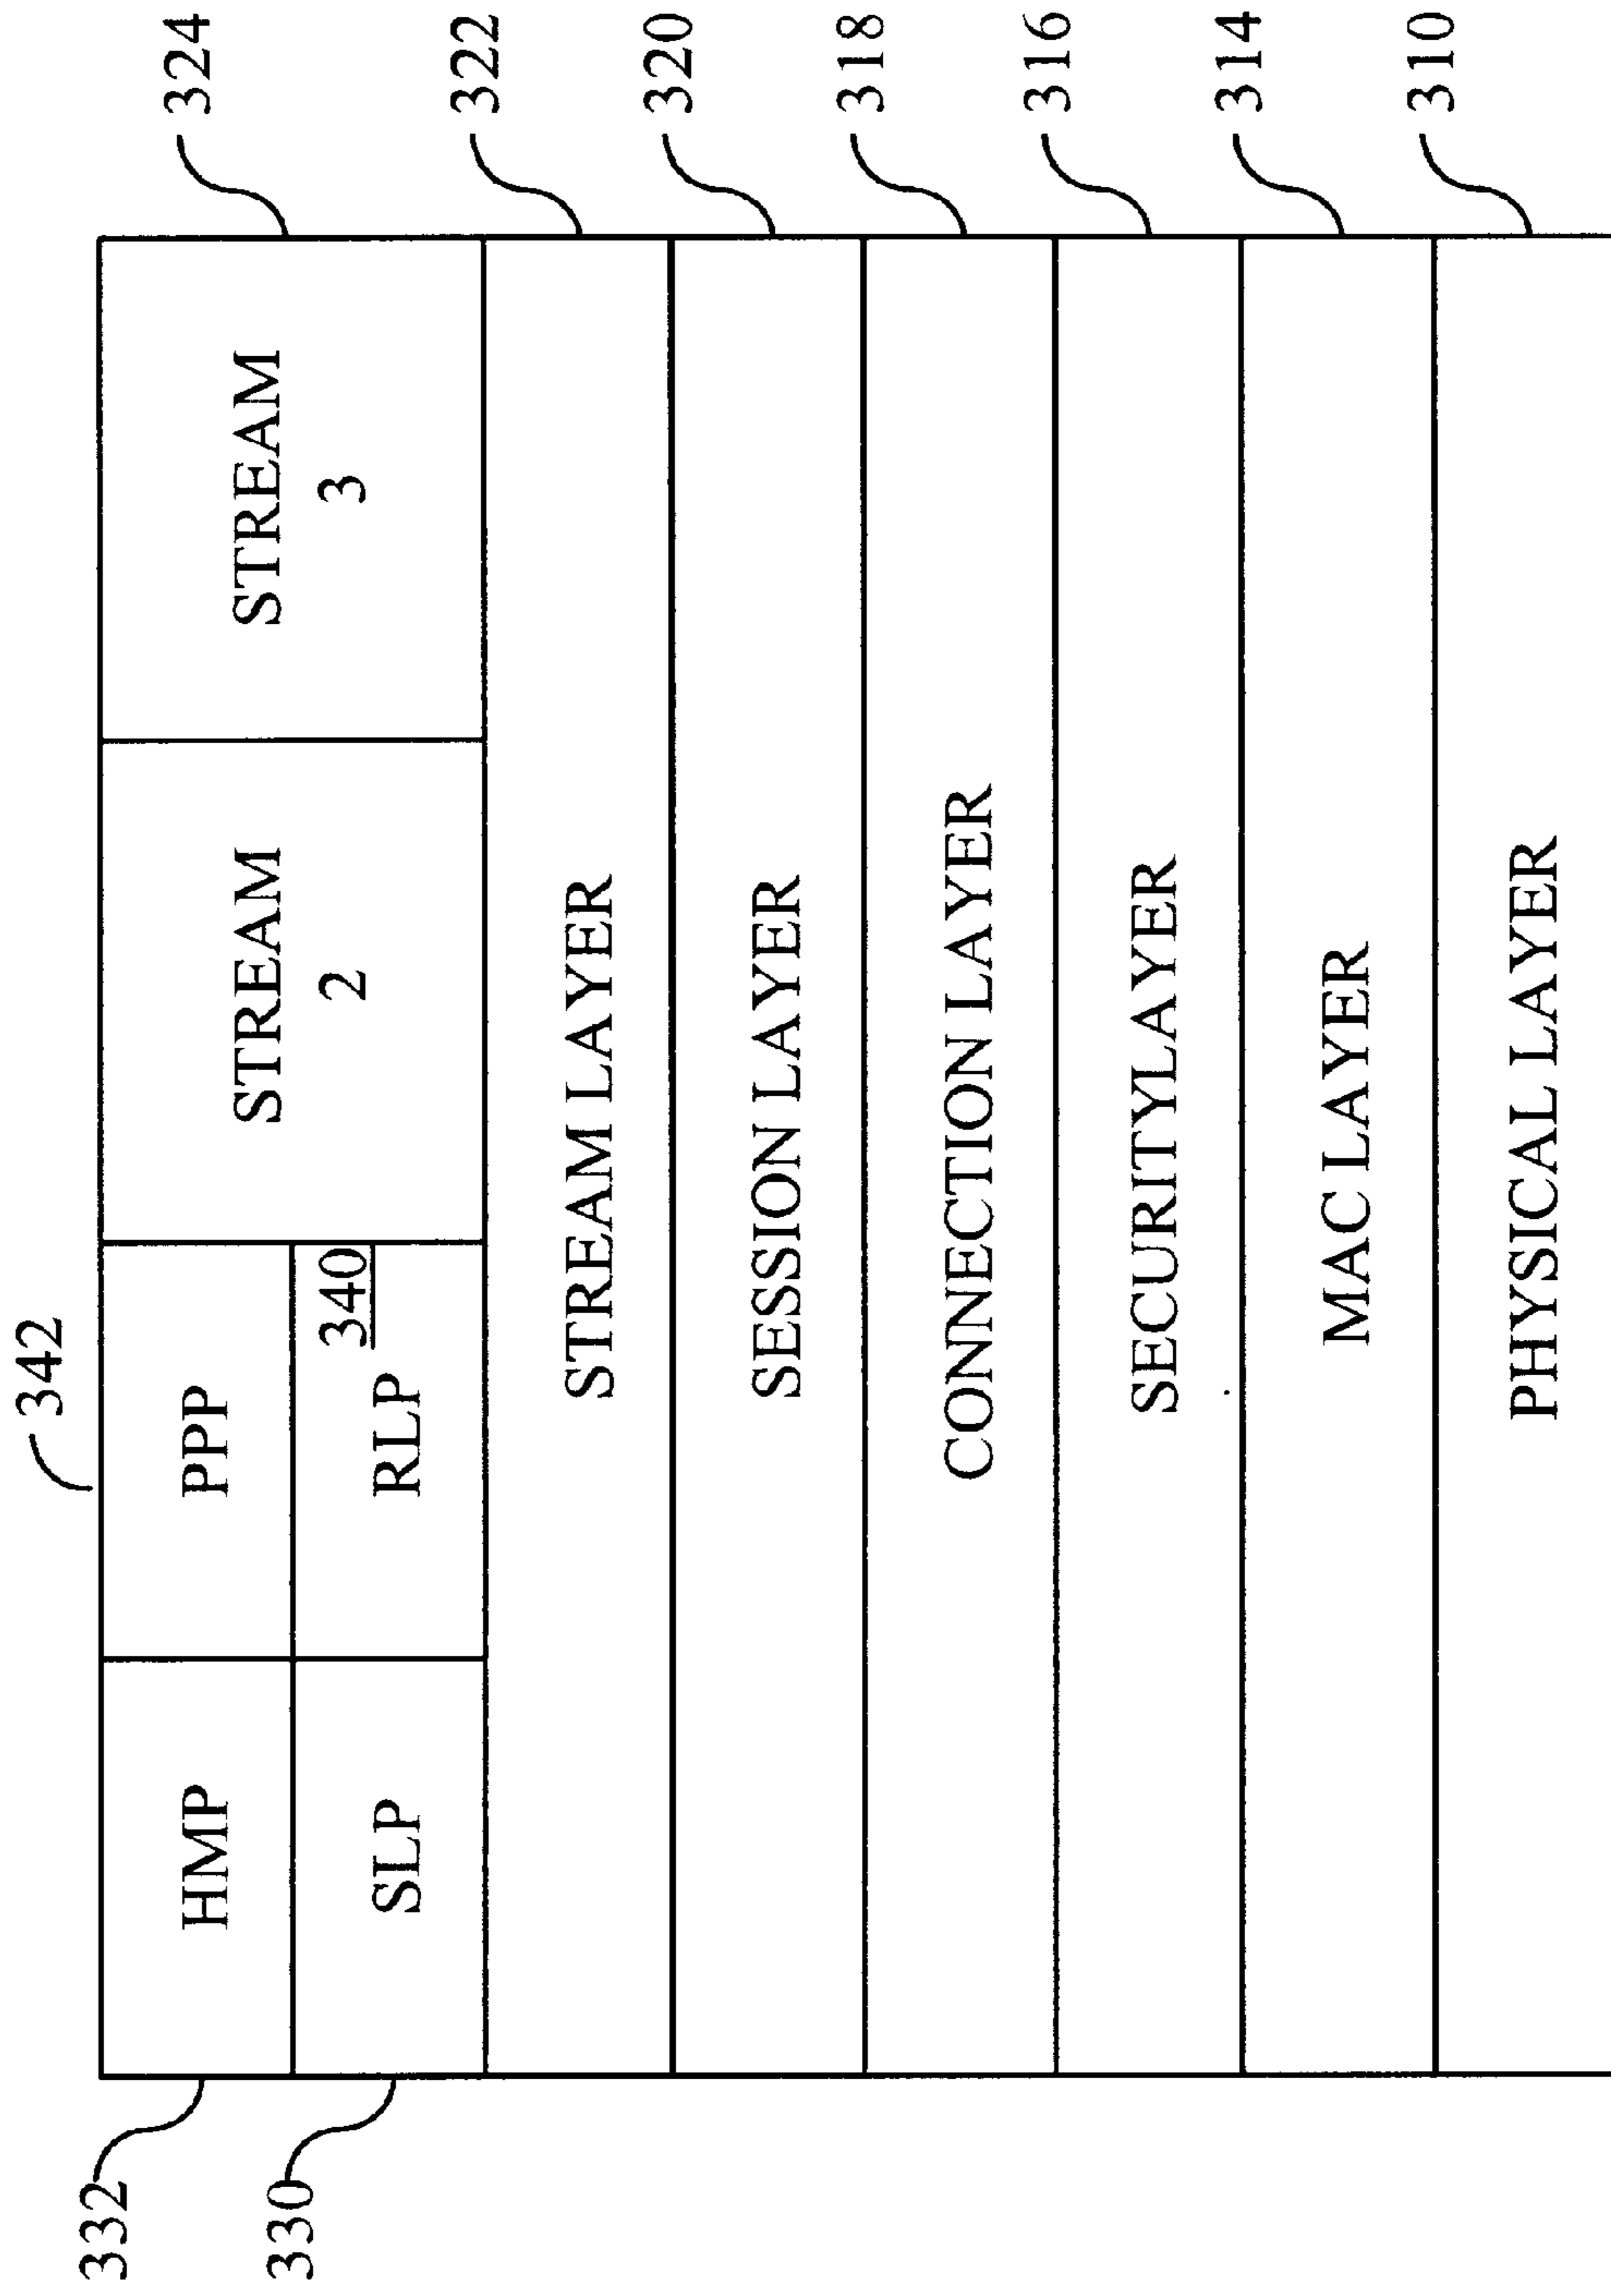 342
332
HMP
PPP
STREAM
2
STREAM
3
324
330
SLP
RLP
340
STREAM LAYER
322
SESSION LAYER
320
CONNECTION LAYER
318
SECURITYLAYER
316
MAC LAYER
314
PHYSICAL LAYER
310